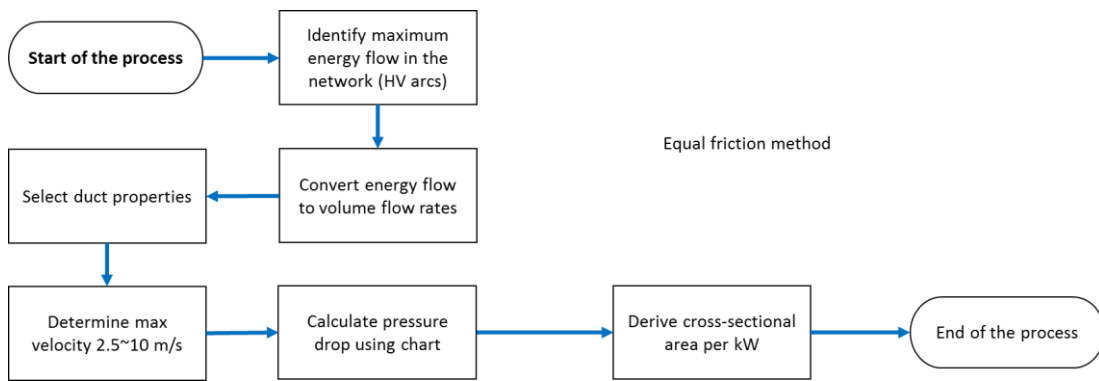 Start of the process
Identify maximum
energy flow in the
network (HV arcs)
Equal friction method
Select duct properties
Convert energy flow
to volume flow rates
Determine max
velocity 2.5~10 m/s
Calculate pressure
drop using chart
Derive cross-sectional
area per kW
End of the process